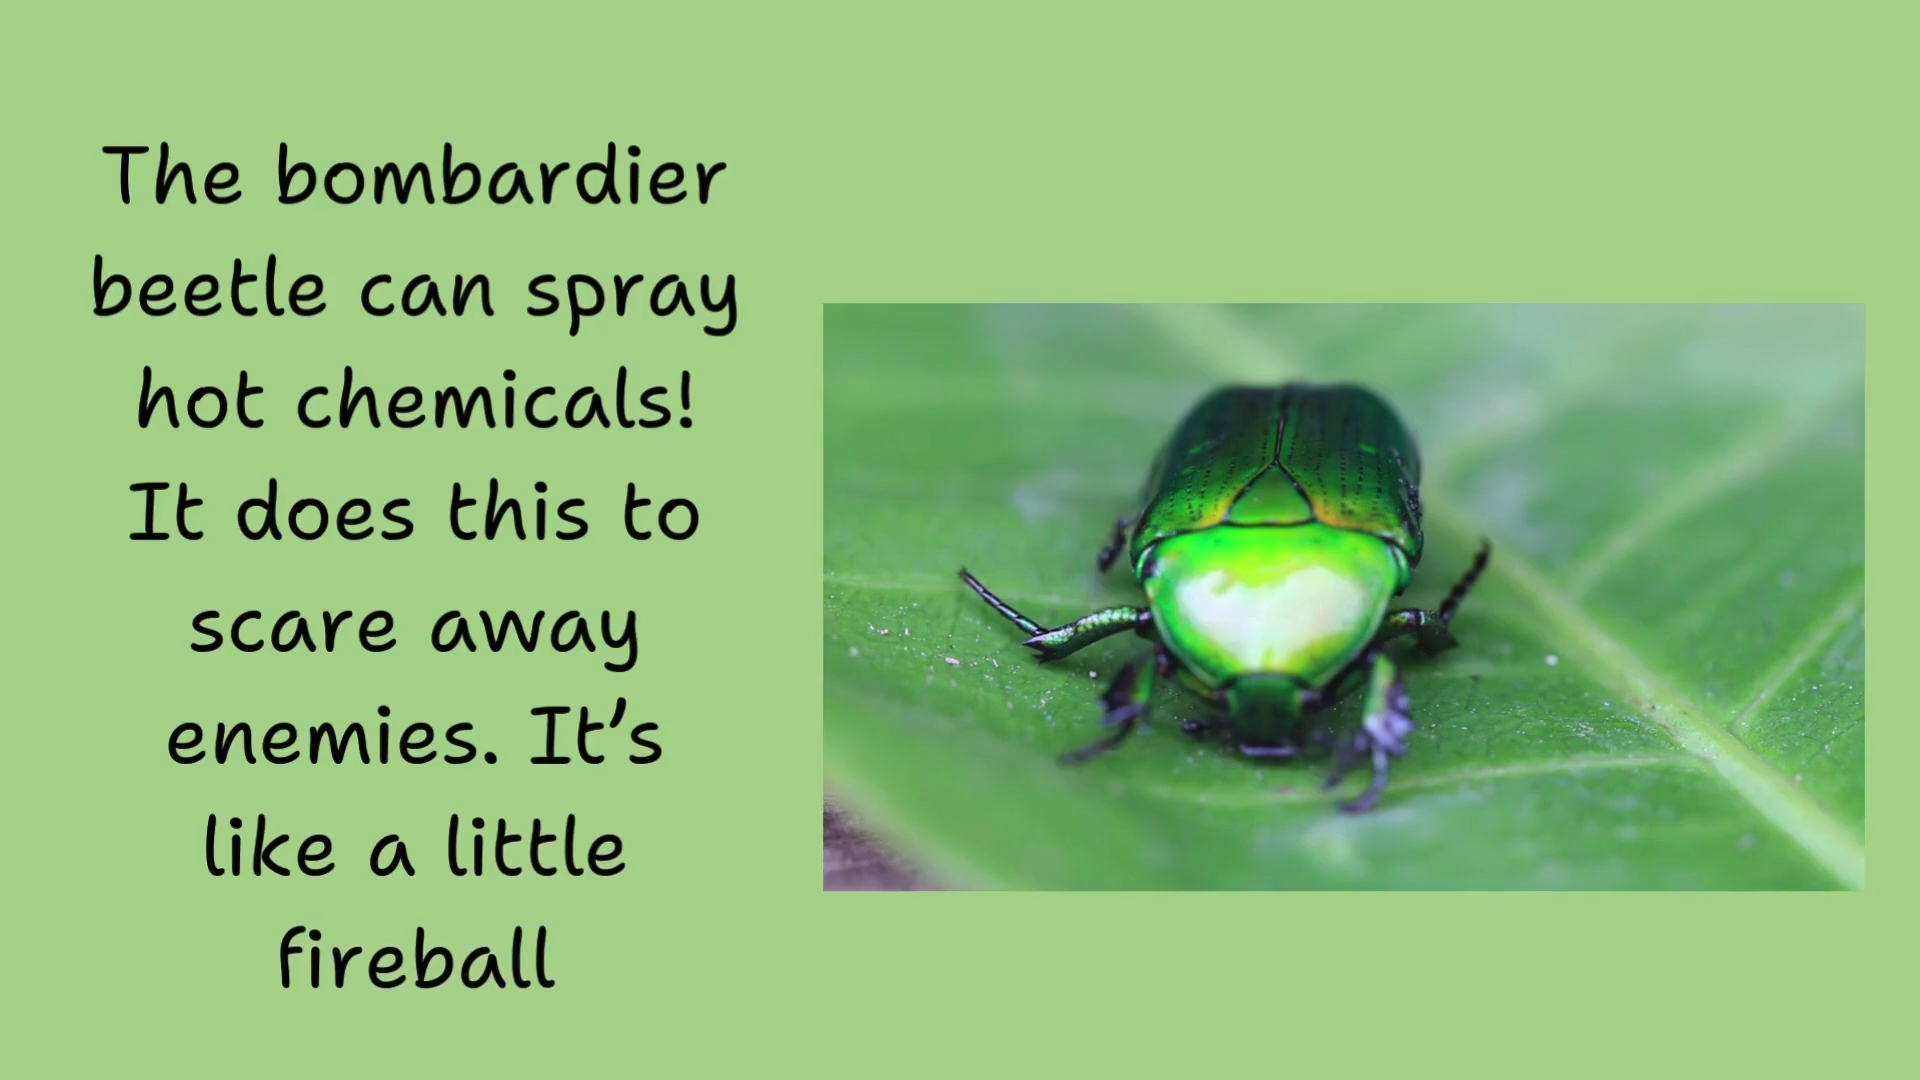 The bombardier
beetle can spray
hot chemicals!
It does this to
scare away
enemies. It’s
like a little
fireball